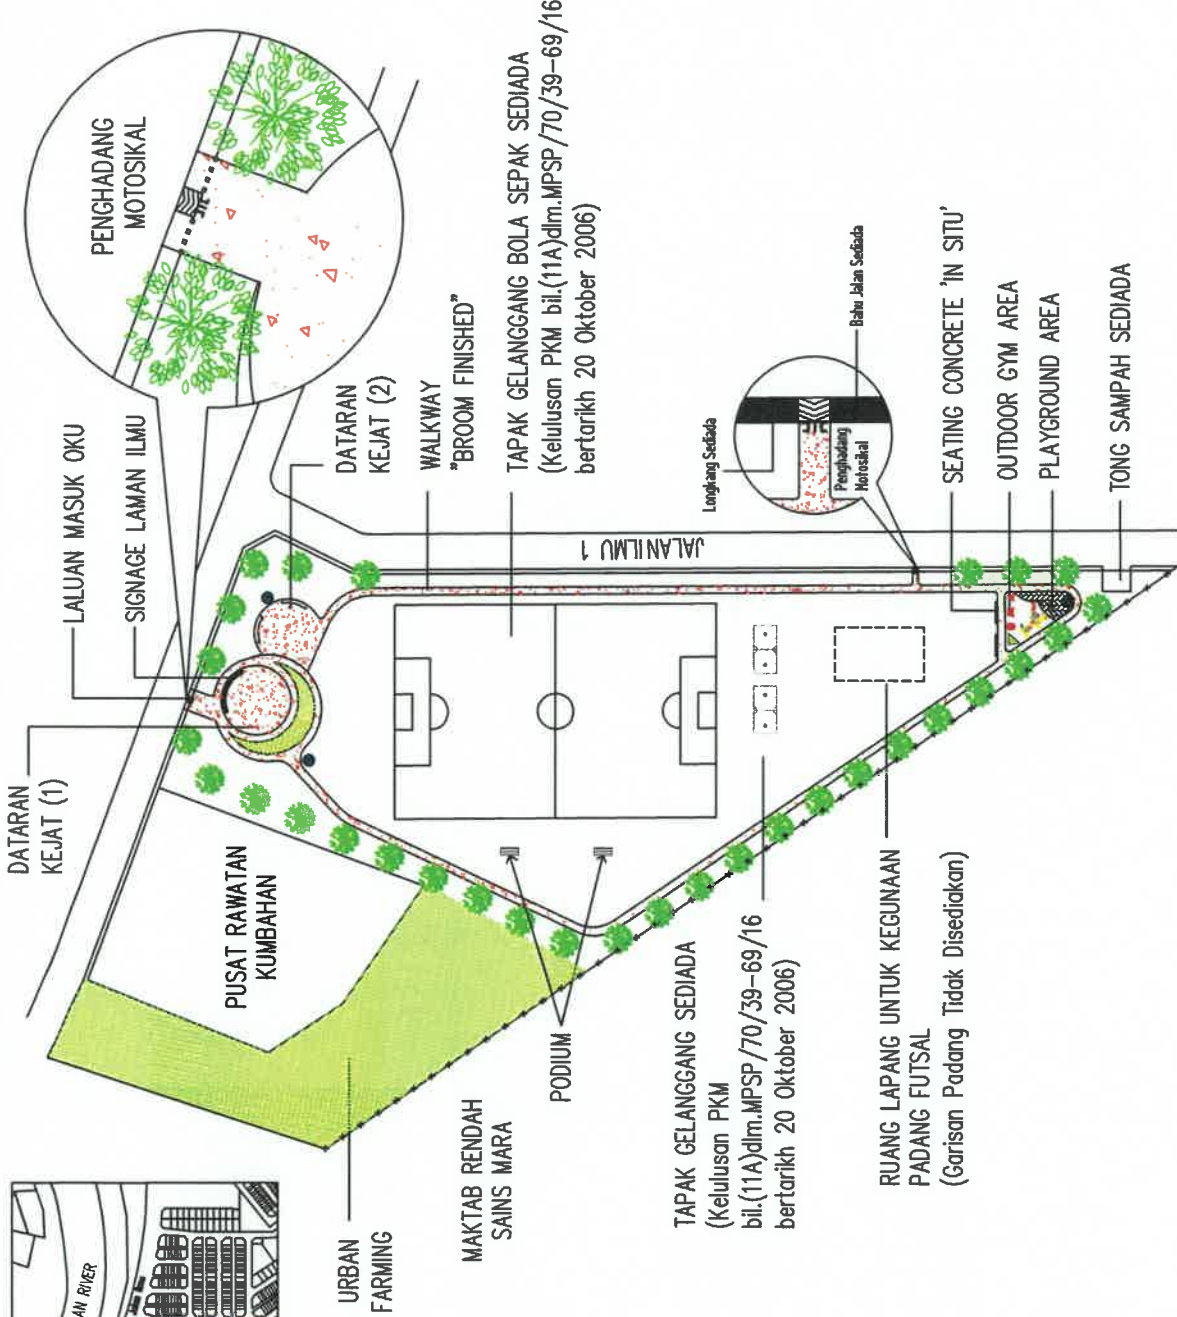 PENGHADANG
MOTOSIKAL
LALUAN MASUK OKU
SIGNAGE LAMAN ILMU
DATARAN
KEJAT (1)
DATARAN
KEJAT (2)
WALKWAY
"BROOM FINISHED"
TAPAK GELANGGANG BOLA SEPAK SEDIADA
(Kelulusan PKM bil.(11A)dlm.MPSP/70/39-69/16
bertarikh 20 Oktober 2006)
PUSAT RAWATAN
KUMBAHAN
JALAN ILMU 1
Longkang Sediada
Bahu Jalan Sediada
Penghadang
Motosikal
SEATING CONCRETE 'IN SITU'
OUTDOOR GYM AREA
PLAYGROUND AREA
TONG SAMPAH SEDIADA
URBAN
FARMING
MAKTAB RENDAH
SAINS MARA
PODIUM
TAPAK GELANGGANG SEDIADA
(Kelulusan PKM
bil.(11A)dlm.MPSP/70/39-69/16
bertarikh 20 Oktober 2006)
RUANG LAPANG UNTUK KEGUNAAN
PADANG FUTSAL
(Garisan Padang Tidak Disediakan)
AN RIVER